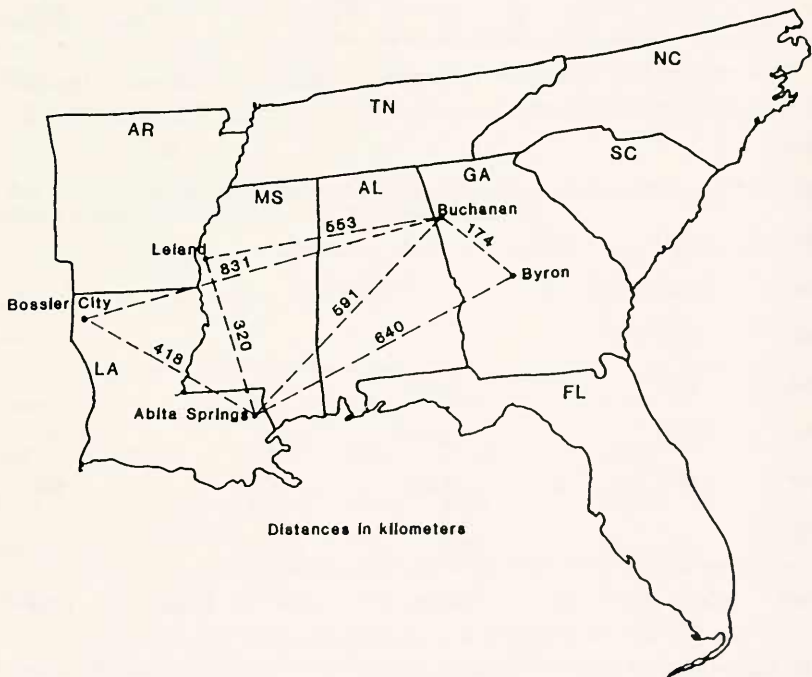 NC
TN
AR
SC
GA
MS
AL
Buchanan
553
174
Leland
831
Byron
Bossier City
591
640
320
418
LA
FL
Abita Springs
Distances in kilometers